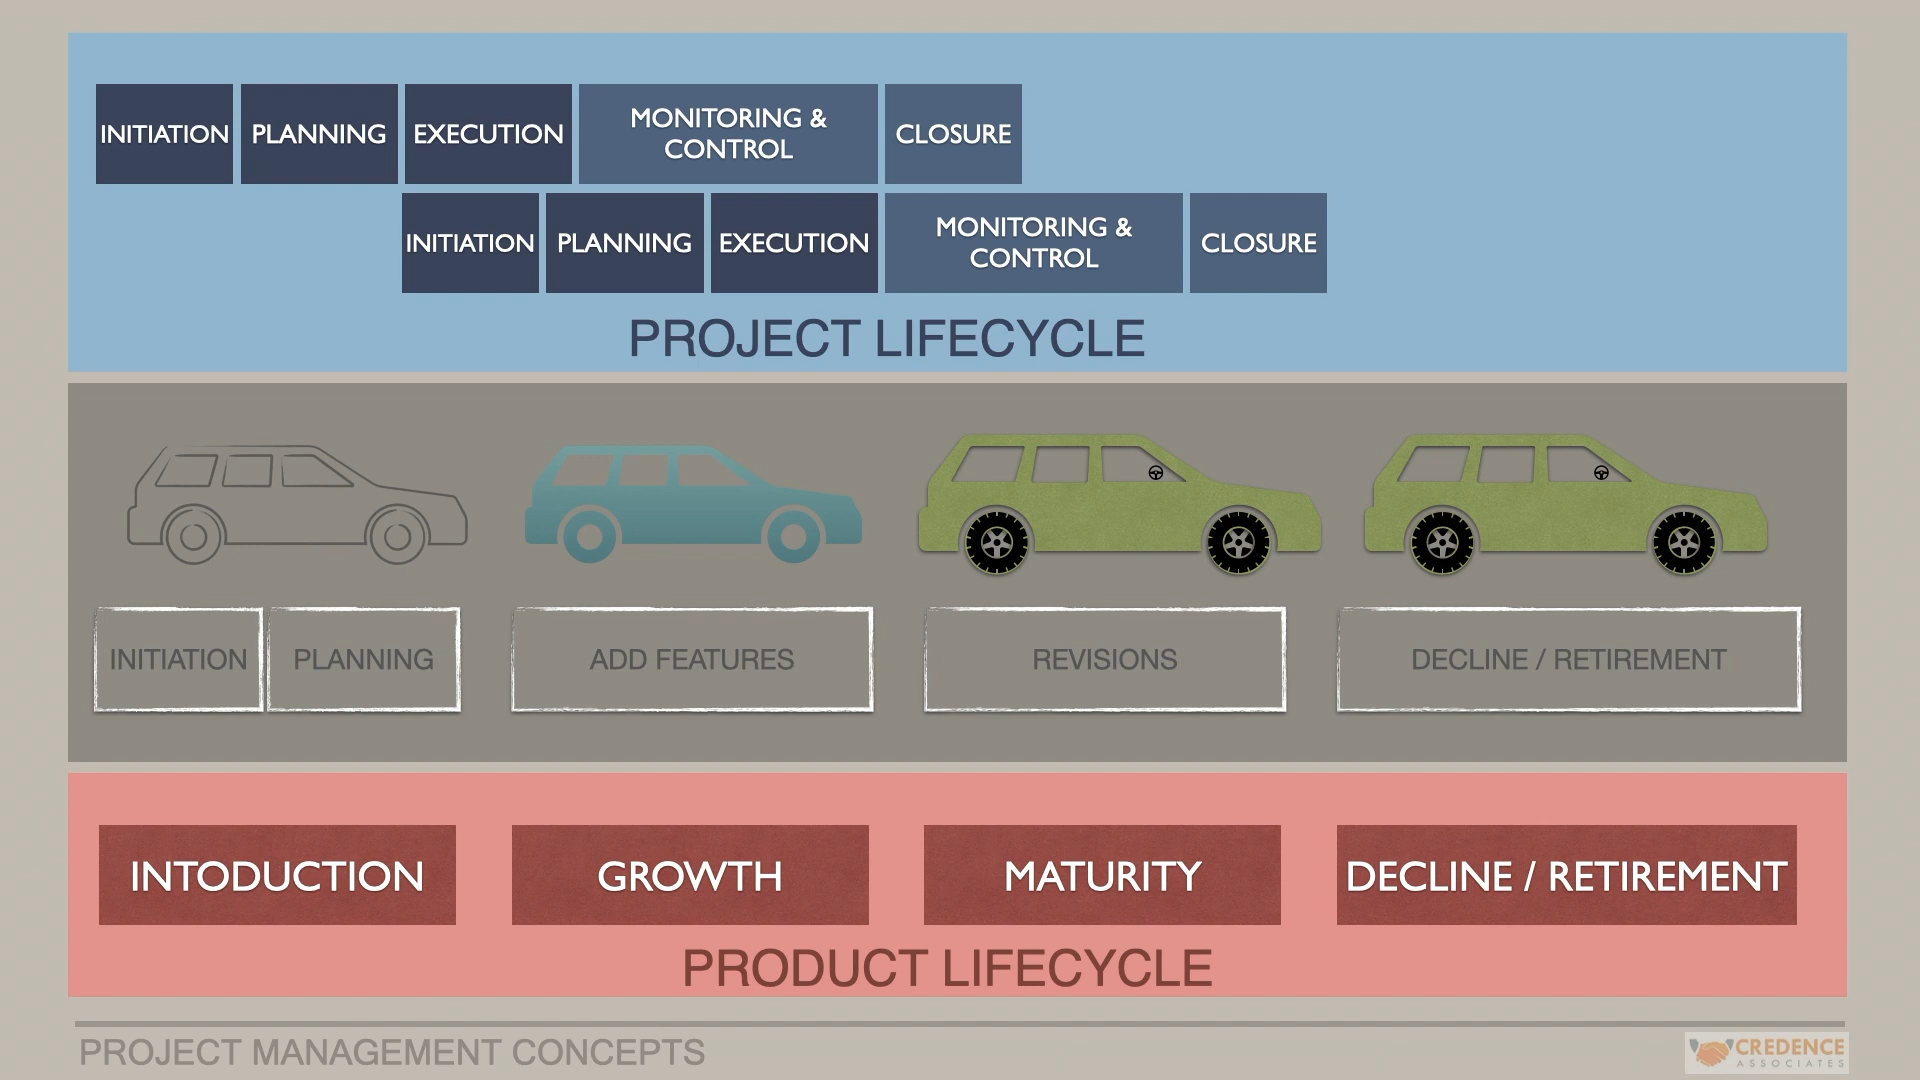 INITIATION
PLANNING
EXECUTION
MONITORING &
CONTROL
CLOSURE
INITIATION
PLANNING
EXECUTION
MONITORING &
CONTROL
CLOSURE
PROJECT LIFECYCLE
INITIATION
PLANNING
ADD FEATURES
REVISIONS
DECLINE / RETIREMENT
INTODUCTION
GROWTH
MATURITY
DECLINE / RETIREMENT
PRODUCT LIFECYCLE
PROJECT MANAGEMENT CONCEPTS
CREDENCE
ASSOCIATES